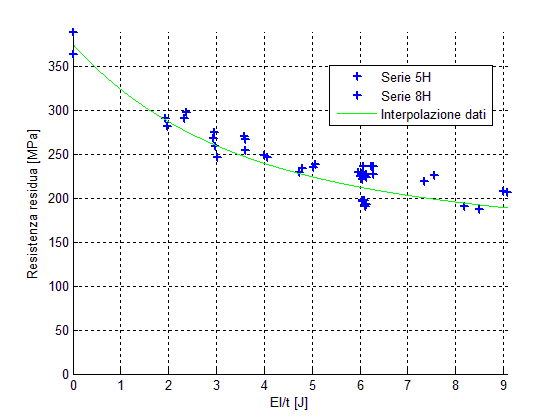 350
300
250
200
150
100
50
0
Resistenza residua [MPa]
Serie 5H
Serie 8H
Interpolazione dati
0 1 2 3 4 5 6 7 8 9
EI/t [J]